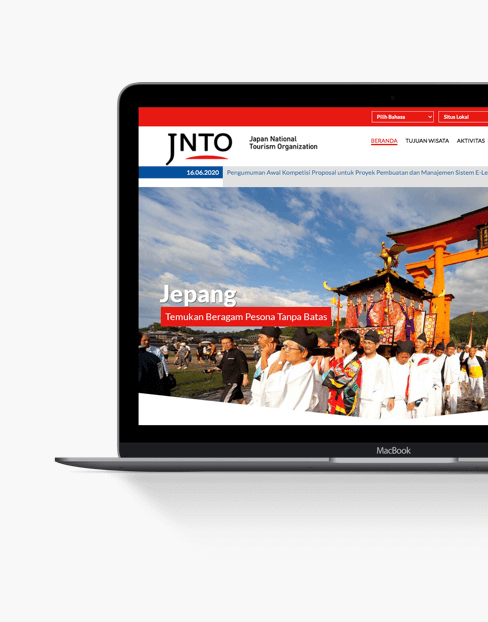 Pilih Bahasa
Situs Lokal
JNTO
Japan National
Tourism Organization
BERANDA
TUJUAN WISATA
AKTIVITAS
16.06.2020
Pengumuman Awal Kompetisi Proposal untuk Proyek Pembuatan dan Manajemen Sistem E-Le
Jepang
Temukan Beragam Pesona Tanpa Batas
MacBook